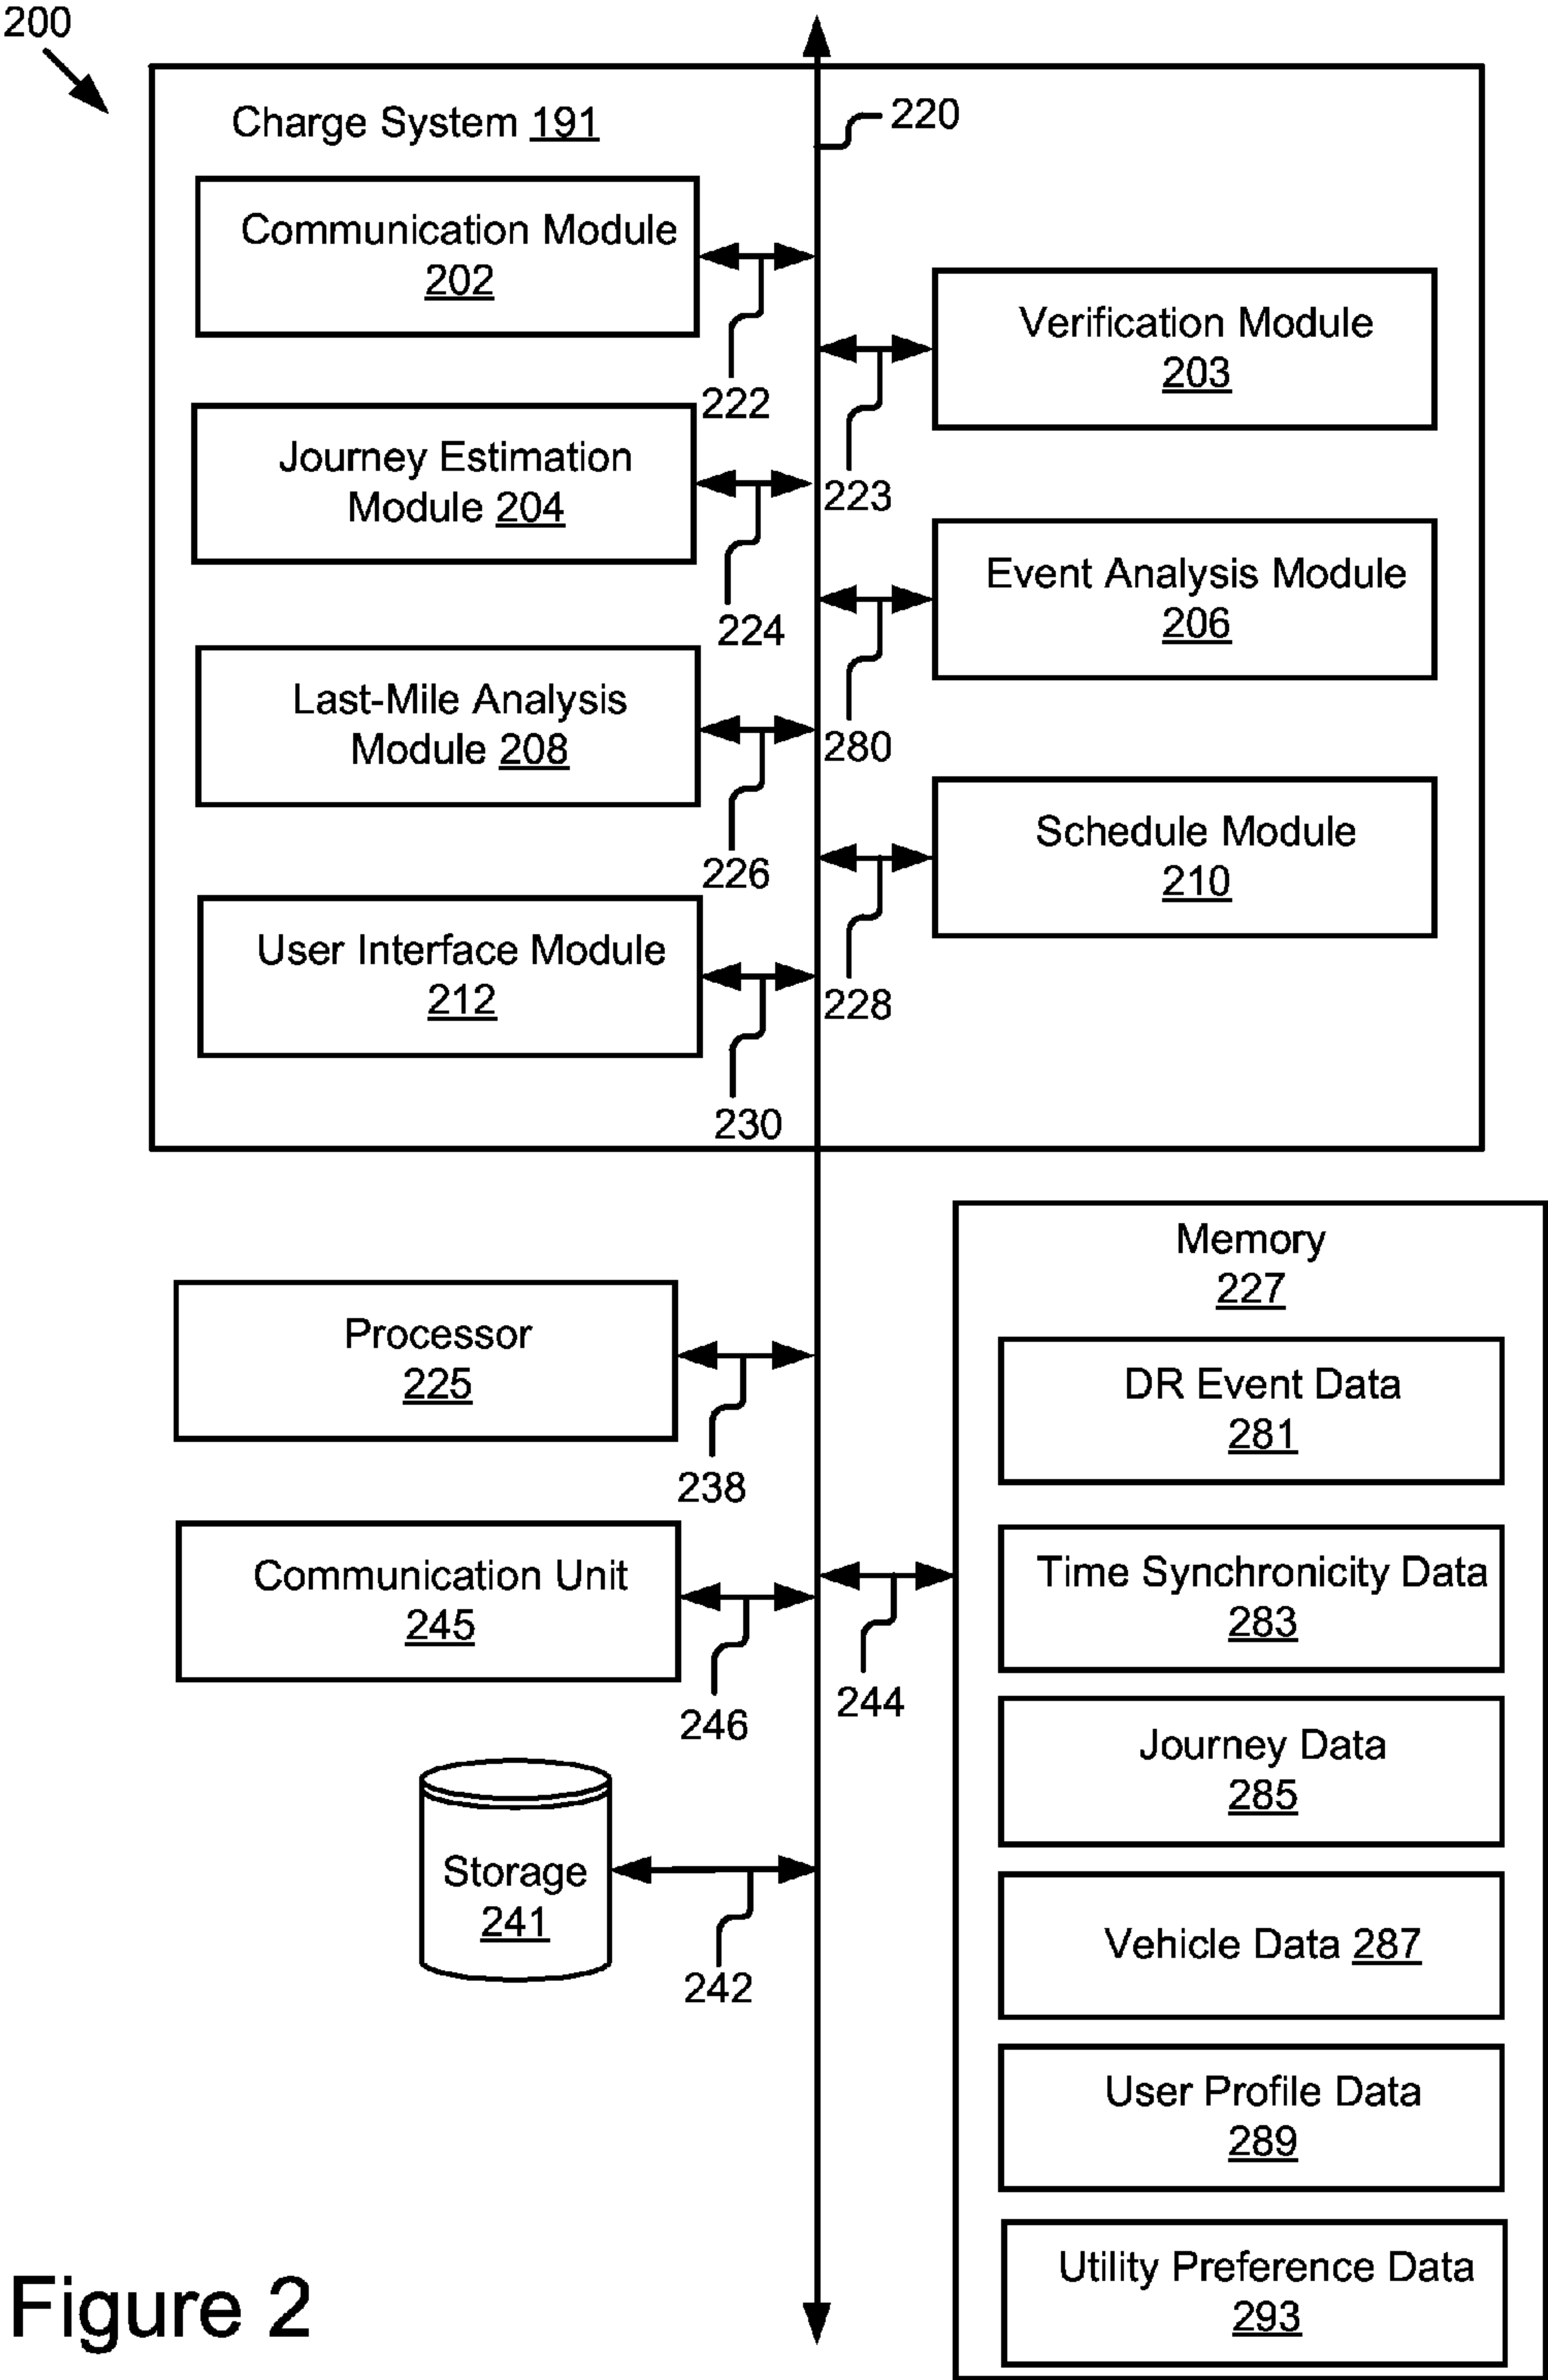 200
Charge System 191
220
Communication Module
202
222
Verification Module
203
223
Journey Estimation
Module 204
224
Event Analysis Module
206
280
Last-Mile Analysis
Module 208
226
Schedule Module
210
228
User Interface Module
212
230
Processor
225
238
Communication Unit
245
246
Storage
241
242
244
Memory
227
DR Event Data
281
Time Synchronicity Data
283
Journey Data
285
Vehicle Data 287
User Profile Data
289
Utility Preference Data
293
Figure 2